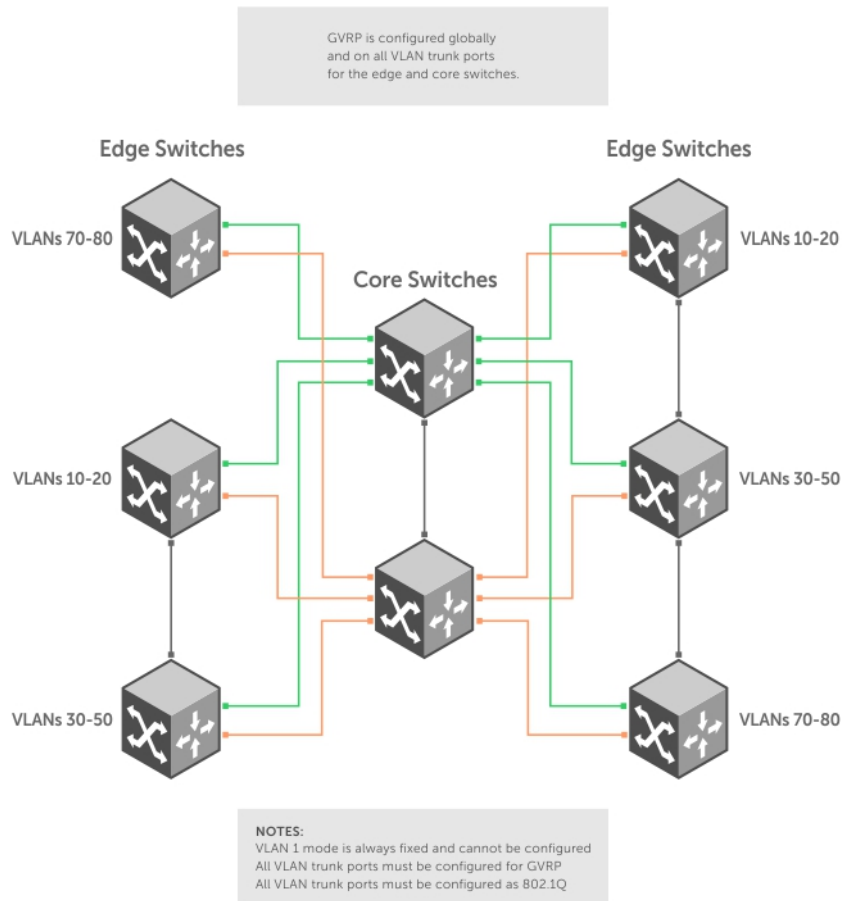 GVRP is configured globally
and on all VLAN trunk ports
for the edge and core switches.
Edge Switches
Edge Switches
VLANs 70-80
VLANs 10-20
Core Switches
VLANs 10-20
VLANs 30-50
VLANs 30-50
VLANs 70-80
NOTES:
VLAN 1 mode is always fixed and cannot be configured
All VLAN trunk ports must be configured for GVRP
All VLAN trunk ports must be configured as 802.1Q